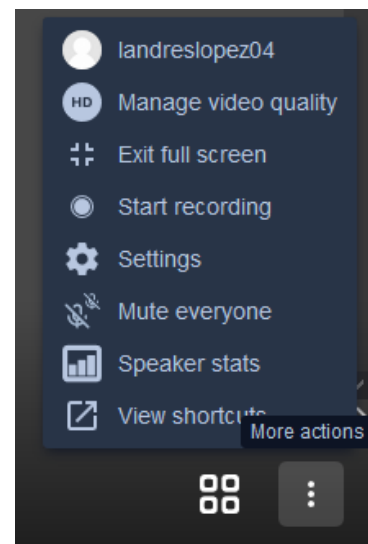 landreslopez04
HD Manage video quality
Exit full screen
Start recording
Settings
Mute everyone
Speaker stats
View shortcuts
More actions